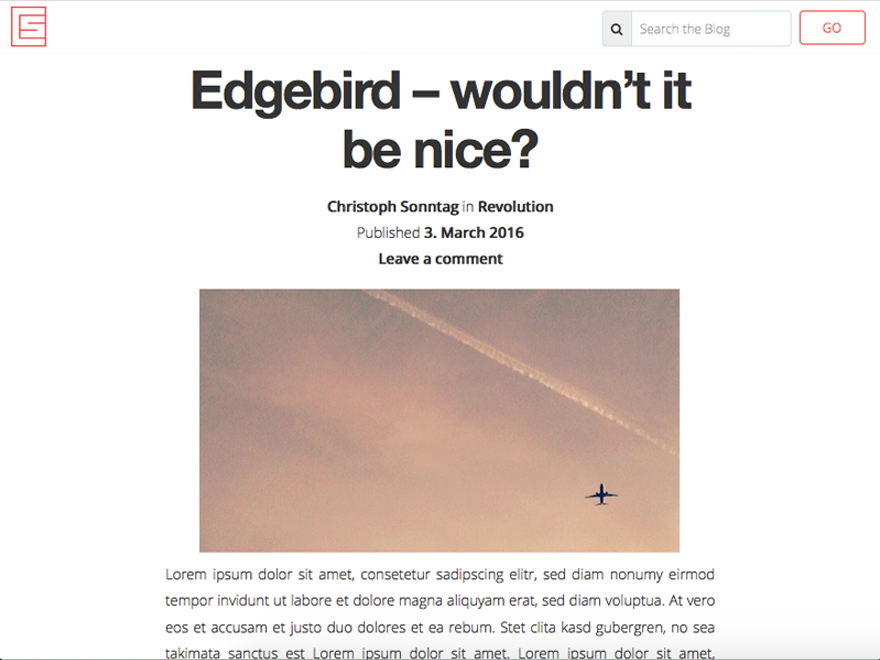 Search the Blog
GO
Edgebird – wouldn’t it
be nice?
Christoph Sonntag in Revolution
Published 3. March 2016
Leave a comment
Lorem ipsum dolor sit amet, consetetur sadipscing elitr, sed diam nonumy eirmod
tempor invidunt ut labore et dolore magna aliquyam erat, sed diam voluptua. At vero
eos et accusam et justo duo dolores et ea rebum. Stet clita kasd gubergren, no sea
takimata sanctus est Lorem ipsum dolor sit amet. Lorem ipsum dolor sit amet,